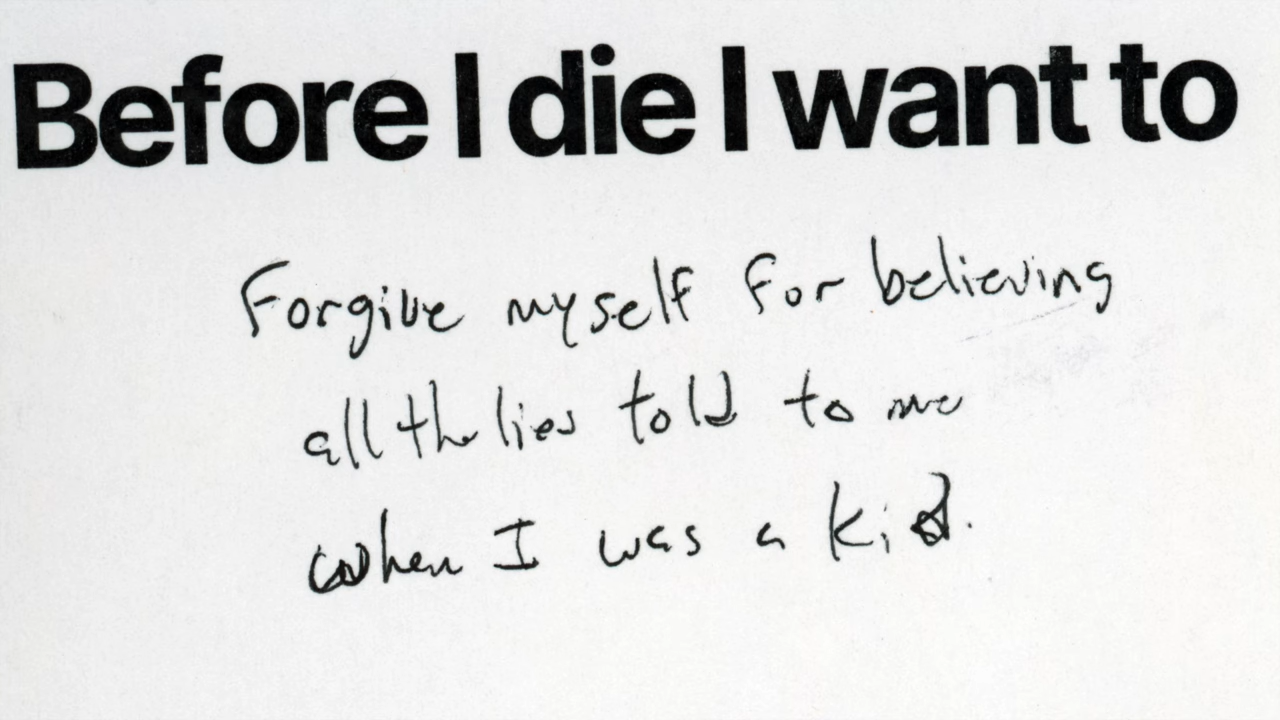 Before I die I want to
Forgive myself for believing
all the lies told to me
when I was a kid.